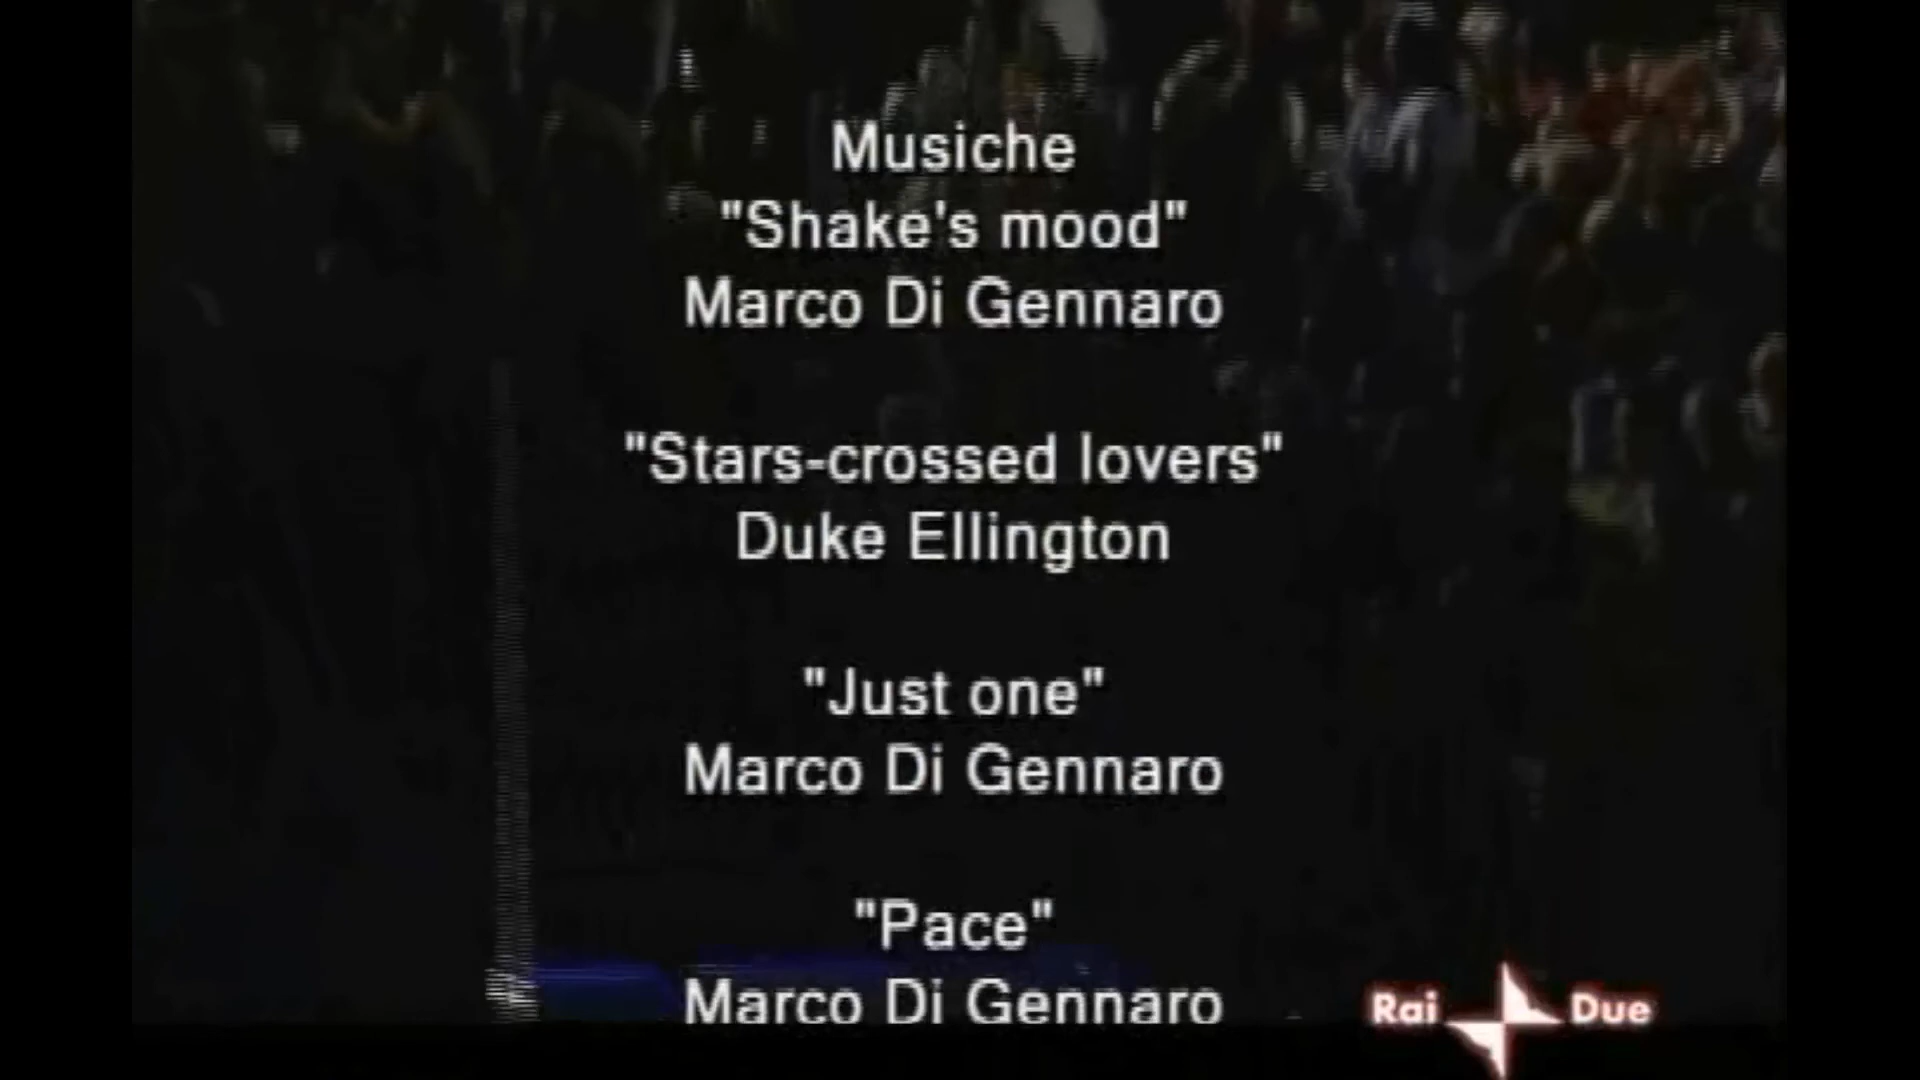 Musiche
"Shake's mood"
Marco Di Gennaro
"Stars-crossed lovers"
Duke Ellington
"Just one"
Marco Di Gennaro
"Pace"
Marco Di Gennaro
Rai Due